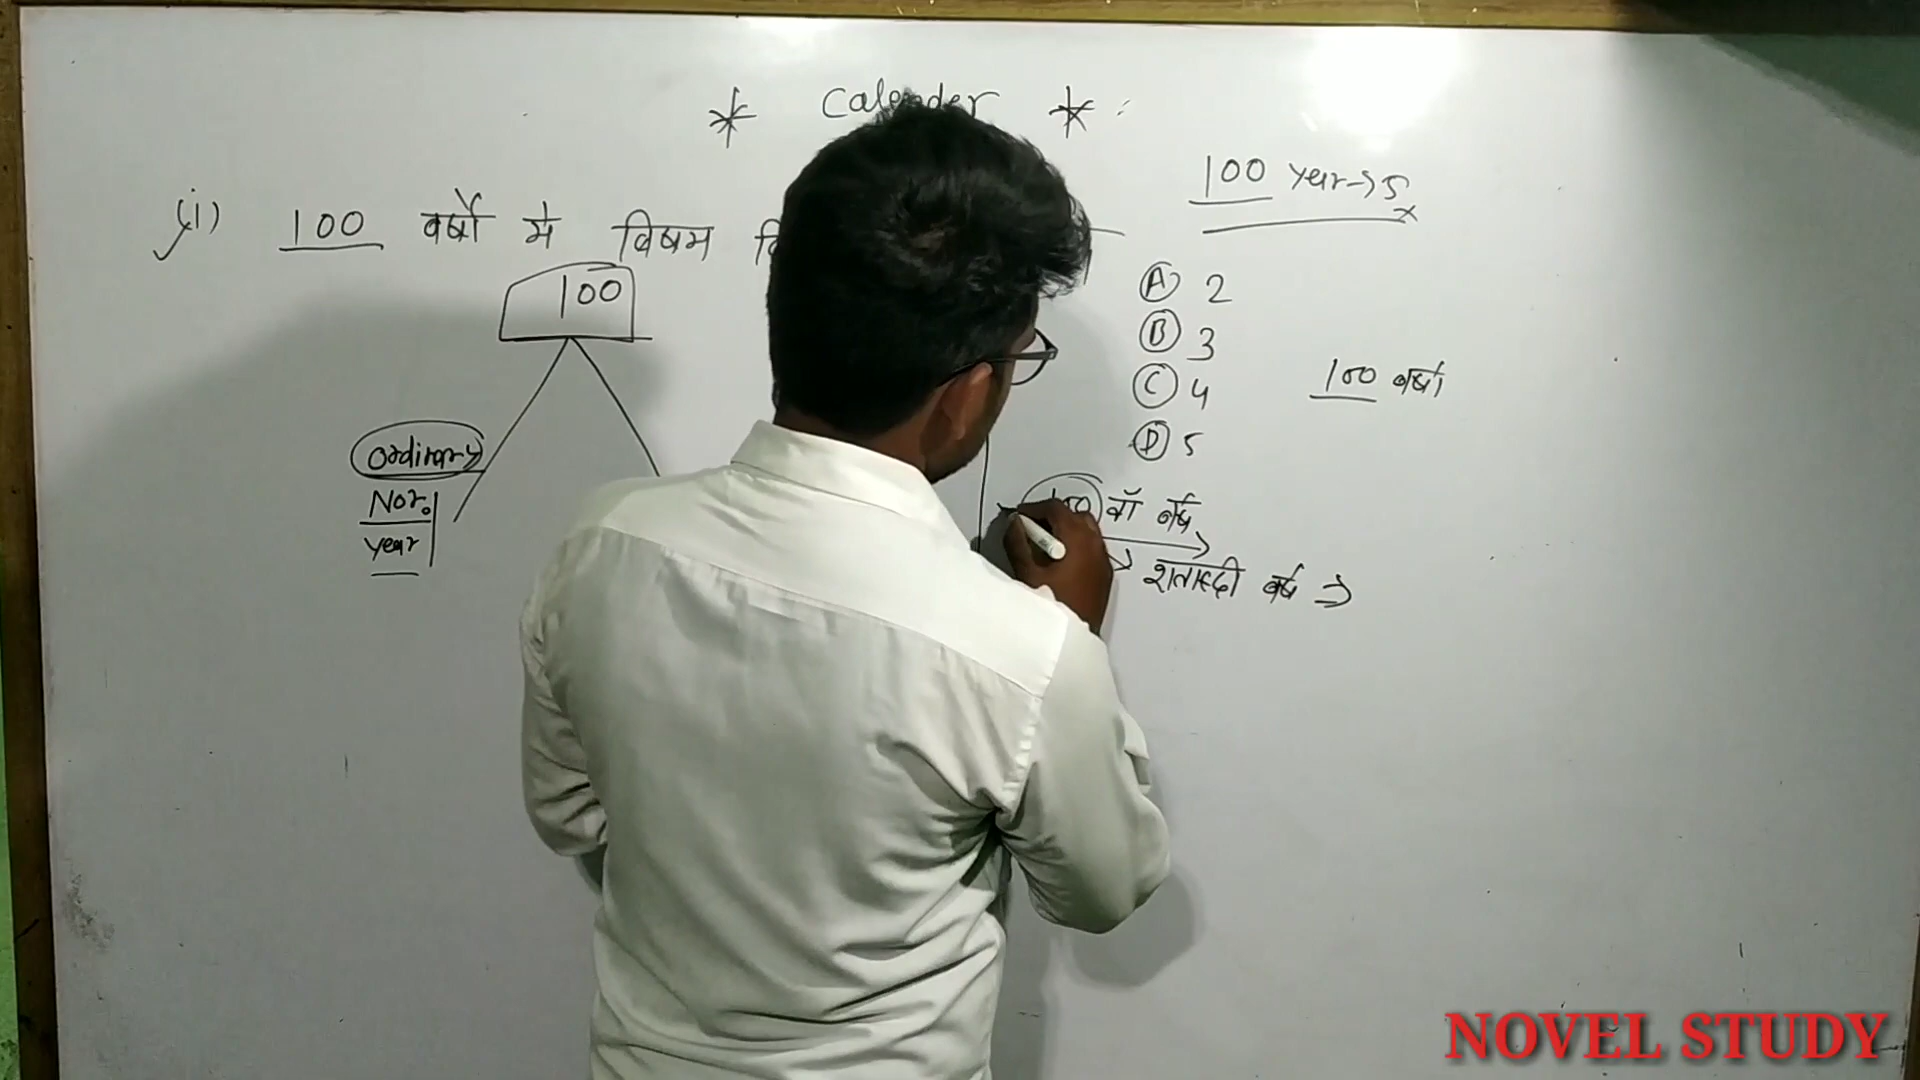 * Calender *
100 year → 5
(i) 100 वर्षो मे विषम
100
A 2
B 3
C 4
D 5
100 वर्षो
ordinary
Nor.
year
100 वाँ वर्ष
→ शताब्दी वर्ष ⇒
NOVEL STUDY